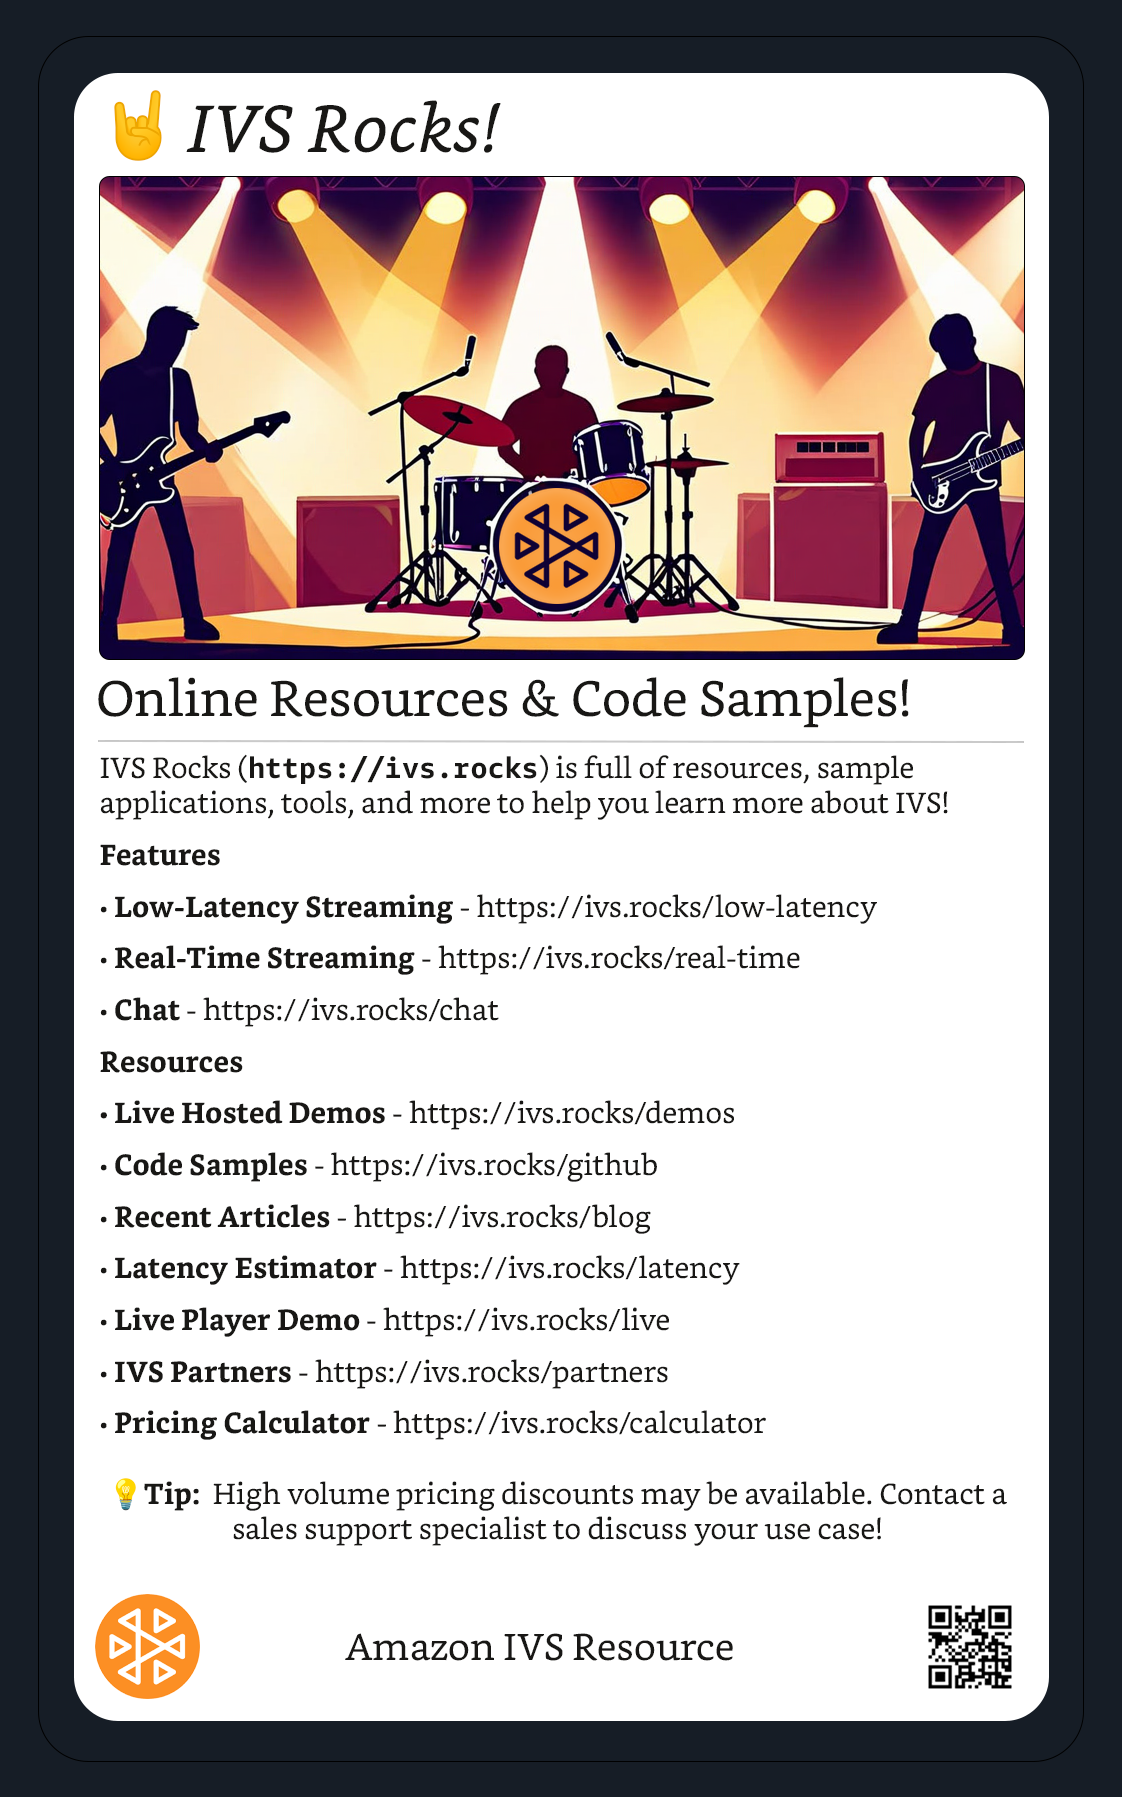 🤘 IVS Rocks!
Online Resources & Code Samples!
IVS Rocks (https://ivs.rocks) is full of resources, sample
applications, tools, and more to help you learn more about IVS!
Features
• Low-Latency Streaming - https://ivs.rocks/low-latency
• Real-Time Streaming - https://ivs.rocks/real-time
• Chat - https://ivs.rocks/chat
Resources
• Live Hosted Demos - https://ivs.rocks/demos
• Code Samples - https://ivs.rocks/github
• Recent Articles - https://ivs.rocks/blog
• Latency Estimator - https://ivs.rocks/latency
• Live Player Demo - https://ivs.rocks/live
• IVS Partners - https://ivs.rocks/partners
• Pricing Calculator - https://ivs.rocks/calculator
💡Tip: High volume pricing discounts may be available. Contact a
sales support specialist to discuss your use case!
Amazon IVS Resource